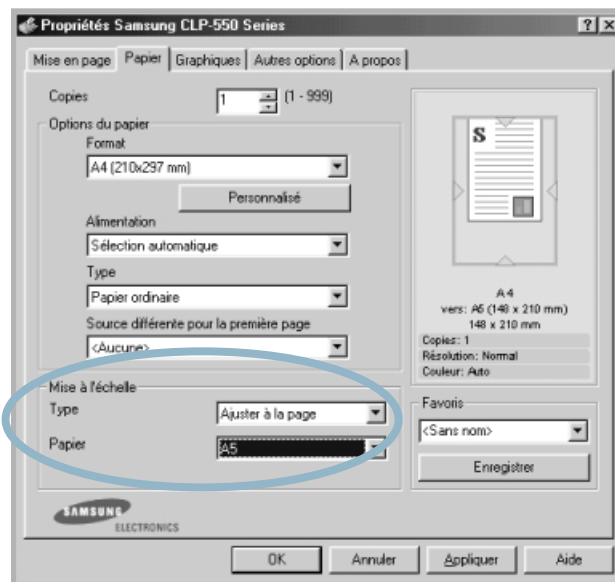 Propriétés Samsung CLP-550 Series
Mise en page Papier Graphiques Autres options A propos
Copies 1 (1 - 999)
Options du papier
Format
A4 (210x297 mm)
Personnalisé
Alimentation
Sélection automatique
Type
Papier ordinaire
Source différente pour la première page
<Aucune>
Mise à l'échelle
Type Ajuster à la page
Papier A5
SAMSUNG
ELECTRONICS
S
A4
vers: A5 (148 x 210 mm)
148 x 210 mm
Copies: 1
Résolution: Normal
Couleur: Auto
Favoris
<Sans nom>
Enregistrer
OK Annuler Appliquer Aide